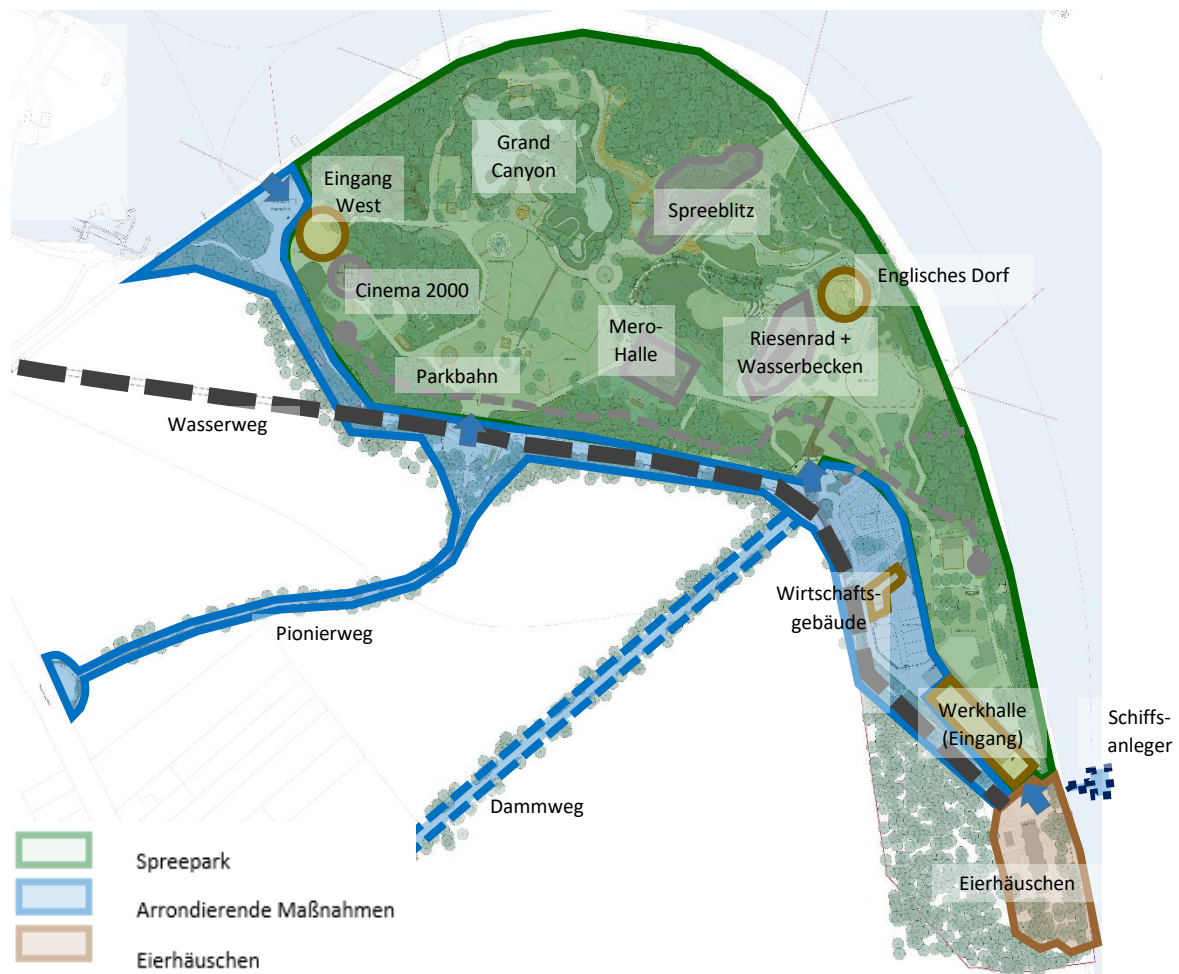 Grand
Canyon
Eingang
West
Spreeblitz
Cinema 2000
Englisches Dorf
Mero-
Halle
Riesenrad +
Wasserbecken
Parkbahn
Wasserweg
Wirtschafts-
gebäude
Pionierweg
Werkhalle
(Eingang)
Schiffs-
anleger
Dammweg
Eierhäuschen
Spreepark
Arrondierende Maßnahmen
Eierhäuschen